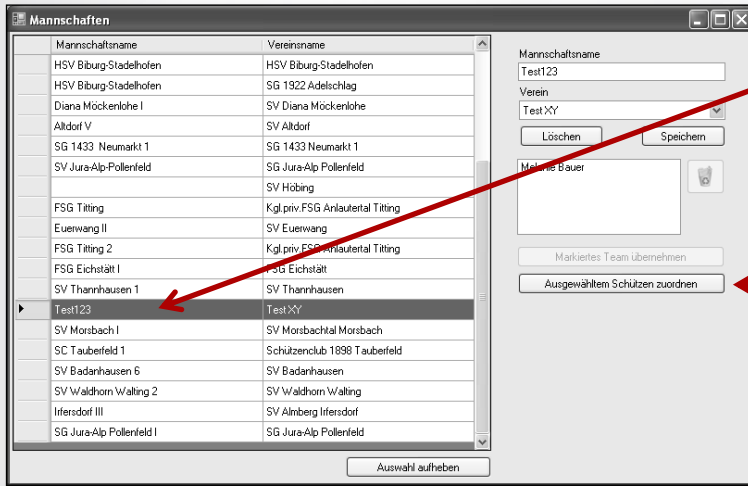 Mannschaften
Mannschaftsname Vereinsname
HSV Biburg-Stadelhofen HSV Biburg-Stadelhofen
HSV Biburg-Stadelhofen SG 1922 Adelschlag
Diana Möckenlohe I SV Diana Möckenlohe
Altdorf V SV Altdorf
SG 1433 Neumarkt 1 SG 1433 Neumarkt 1
SV Jura-Alp-Pollenfeld SG Jura-Alp Pollenfeld
SV Höbing
FSG Titting Kgl.priv.FSG Anlautertal Titting
Euerwang II SV Euerwang
FSG Titting 2 Kgl.priv.FSG Anlautertal Titting
FSG Eichstätt I FSG Eichstätt
SV Thannhausen 1 SV Thannhausen
Test123 Test XY
SV Morsbach I SV Morsbachtal Morsbach
SC Tauberfeld 1 Schützenclub 1898 Tauberfeld
SV Badanhausen 6 SV Badanhausen
SV Waldhorn Walting 2 SV Waldhorn Walting
Irfersdorf III SV Almberg Irfersdorf
SG Jura-Alp Pollenfeld I SG Jura-Alp Pollenfeld
Auswahl aufheben
Mannschaftsname
Test123
Verein
Test XY
Löschen Speichern
Melanie Bauer
Markiertes Team übernehmen
Ausgewähltem Schützen zuordnen